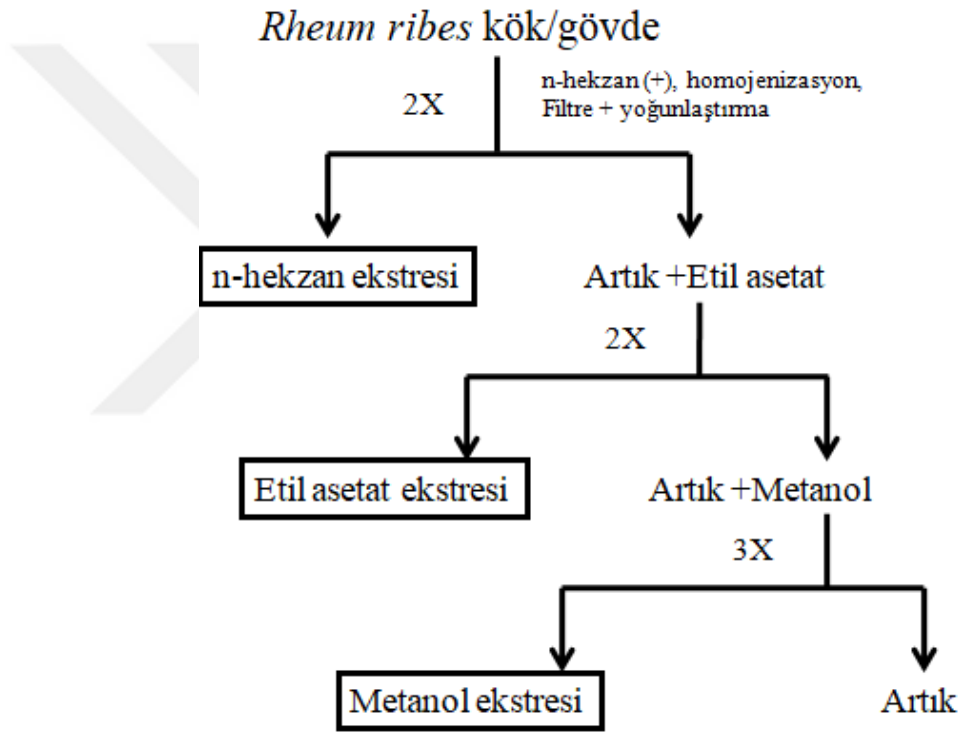 Rheum ribes kök/gövde
2X
n-hekzan (+), homojenizasyon,
Filtre + yoğunlaştırma
n-hekzan ekstresi
Artık +Etil asetat
2X
Etil asetat ekstresi
Artık +Metanol
3X
Metanol ekstresi
Artık